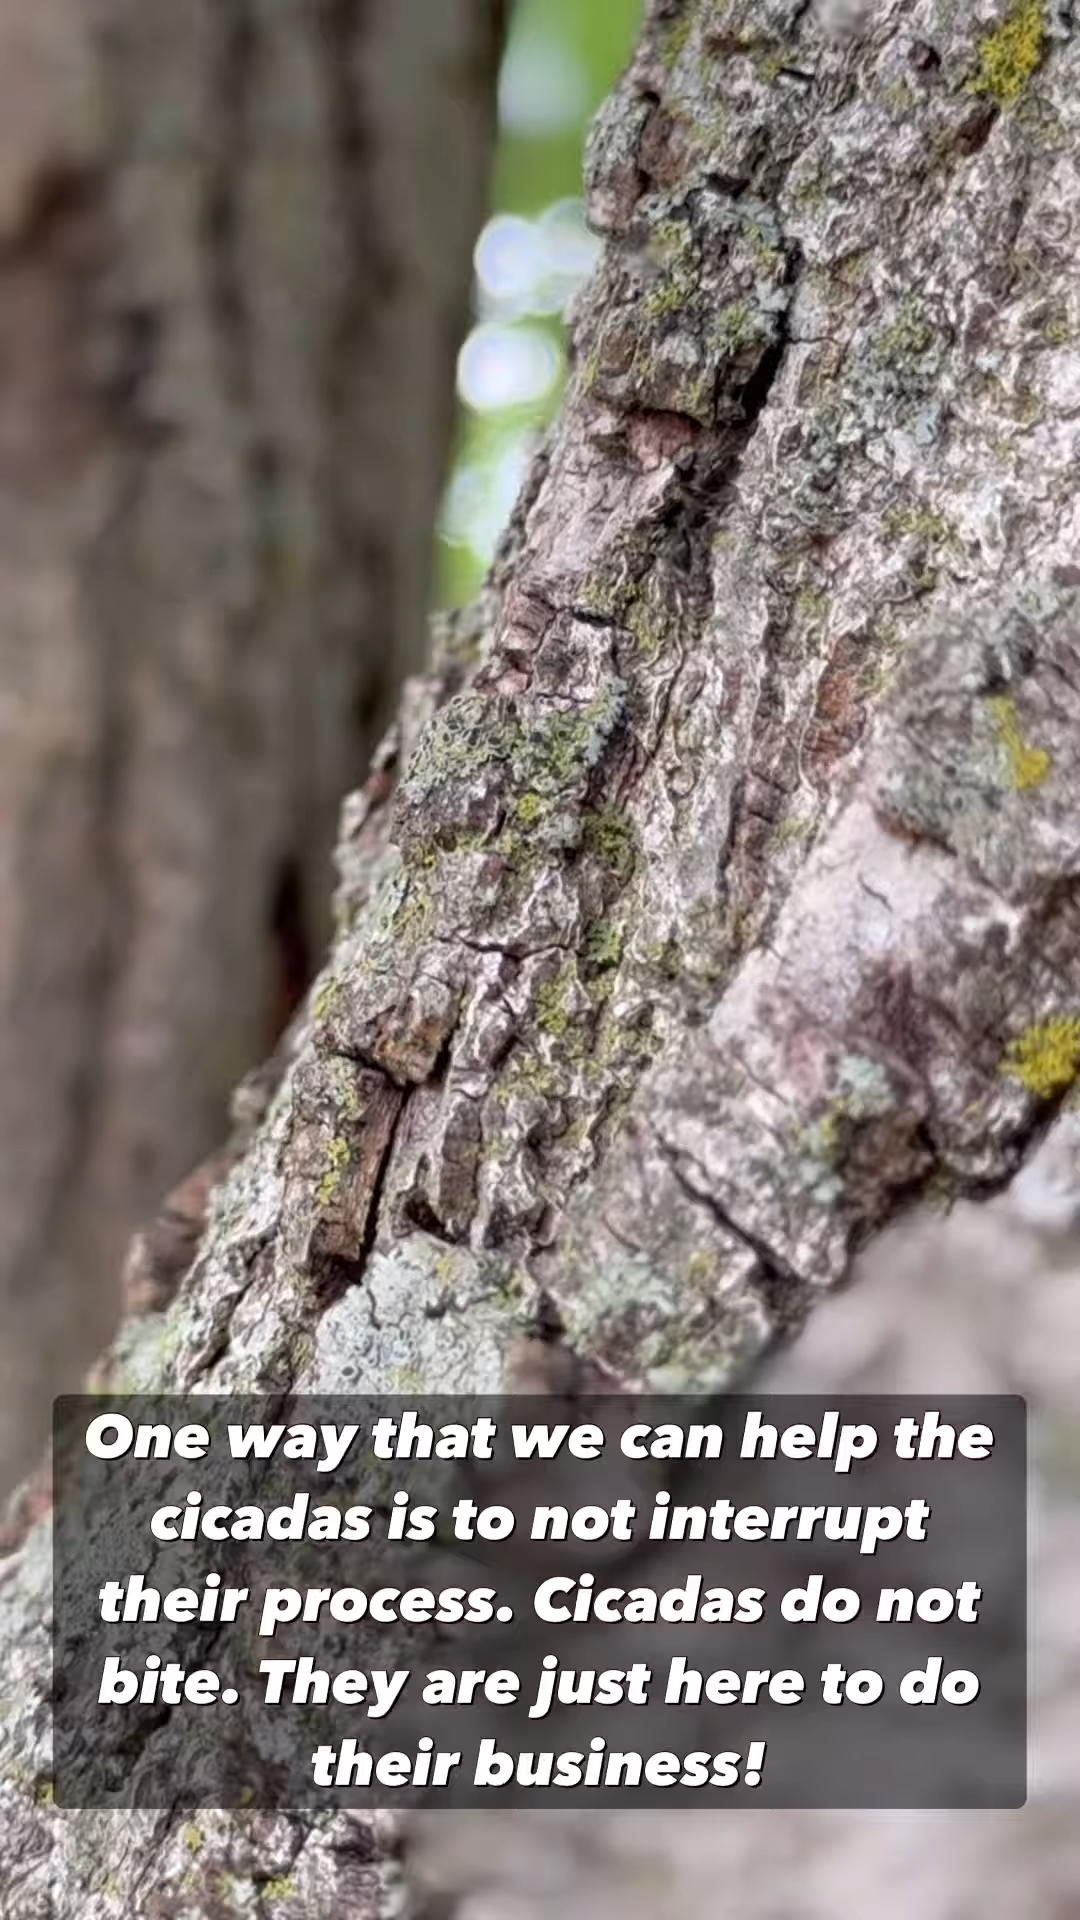 One way that we can help the
cicadas is to not interrupt
their process. Cicadas do not
bite. They are just here to do
their business!